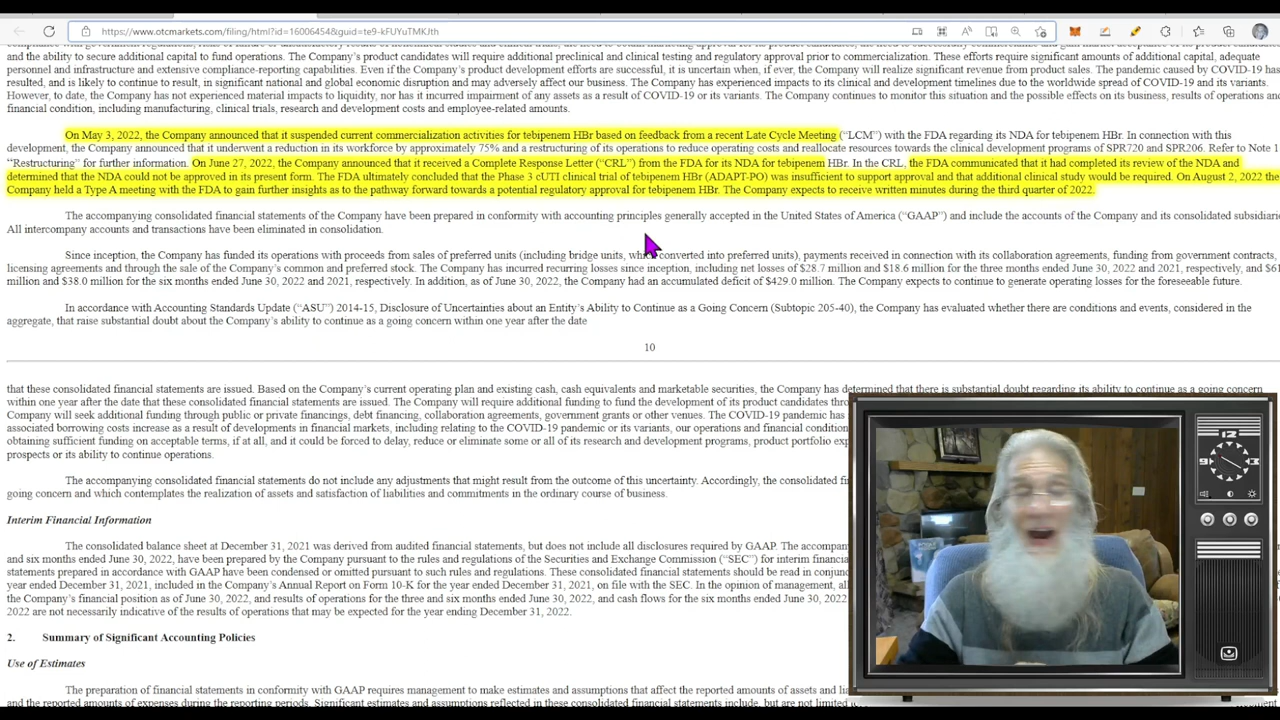 https://www.otcmarkets.com/filing/html?id=16006454&guid=te9-kFUYuTMKJth
and the ability to secure additional capital to fund operations. The Company's product candidates will require additional preclinical and clinical testing and regulatory approval prior to commercialization. These efforts require significant amounts of additional capital, adequate
personnel and infrastructure and extensive compliance-reporting capabilities. Even if the Company's product development efforts are successful, it is uncertain when, if ever, the Company will realize significant revenue from product sales. The pandemic caused by COVID-19 has
resulted, and is likely to continue to result, in significant national and global economic disruption and may adversely affect our business. The Company has experienced impacts to its clinical and development timelines due to the worldwide spread of COVID-19 and its variants.
However, to date, the Company has not experienced material impacts to liquidity, nor has it incurred impairment of any assets as a result of COVID-19 or its variants. The Company continues to monitor this situation and the possible effects on its business, results of operations and
financial condition, including manufacturing, clinical trials, research and development costs and employee-related amounts.
On May 3, 2022, the Company announced that it suspended current commercialization activities for tebipenem HBr based on feedback from a recent Late Cycle Meeting (“LCM”) with the FDA regarding its NDA for tebipenem HBr. In connection with this
development, the Company announced that it underwent a reduction in its workforce by approximately 75% and a restructuring of its operations to reduce operating costs and reallocate resources towards the clinical development programs of SPR720 and SPR206. Refer to Note 1
“Restructuring” for further information. On June 27, 2022, the Company announced that it received a Complete Response Letter (“CRL”) from the FDA for its NDA for tebipenem HBr. In the CRL, the FDA communicated that it had completed its review of the NDA and
determined that the NDA could not be approved in its present form. The FDA ultimately concluded that the Phase 3 cUTI clinical trial of tebipenem HBr (ADAPT-PO) was insufficient to support approval and that additional clinical study would be required. On August 2, 2022 the
Company held a Type A meeting with the FDA to gain further insights as to the pathway forward towards a potential regulatory approval for tebipenem HBr. The Company expects to receive written minutes during the third quarter of 2022.
The accompanying consolidated financial statements of the Company have been prepared in conformity with accounting principles generally accepted in the United States of America (“GAAP”) and include the accounts of the Company and its consolidated subsidiarie
All intercompany accounts and transactions have been eliminated in consolidation.
Since inception, the Company has funded its operations with proceeds from sales of preferred units (including bridge units, converted into preferred units), payments received in connection with its collaboration agreements, funding from government contracts,
licensing agreements and through the sale of the Company's common and preferred stock. The Company has incurred recurring losses since inception, including net losses of $28.7 million and $18.6 million for the three months ended June 30, 2022 and 2021, respectively, and $61
million and $38.0 million for the six months ended June 30, 2022 and 2021, respectively. In addition, as of June 30, 2022, the Company had an accumulated deficit of $429.0 million. The Company expects to continue to generate operating losses for the foreseeable future.
In accordance with Accounting Standards Update (“ASU”) 2014-15, Disclosure of Uncertainties about an Entity's Ability to Continue as a Going Concern (Subtopic 205-40), the Company has evaluated whether there are conditions and events, considered in the
aggregate, that raise substantial doubt about the Company's ability to continue as a going concern within one year after the date
10
that these consolidated financial statements are issued. Based on the Company's current operating plan and existing cash, cash equivalents and marketable securities, the Company has determined that there is substantial doubt regarding its ability to continue as a going concern
within one year after the date that these consolidated financial statements are issued. The Company will require additional funding to fund the development of its product candidates
Company will seek additional funding through public or private financings, debt financing, collaboration agreements, government grants or other venues. The COVID-19 pandemic has
associated borrowing costs increase as a result of developments in financial markets, including relating to the COVID-19 pandemic or its variants, our operations and financial condition
obtaining sufficient funding on acceptable terms, if at all, and it could be forced to delay, reduce or eliminate some or all of its research and development programs, product portfolio
prospects or its ability to continue operations.
The accompanying consolidated financial statements do not include any adjustments that might result from the outcome of this uncertainty. Accordingly, the consolidated
going concern and which contemplates the realization of assets and satisfaction of liabilities and commitments in the ordinary course of business.
Interim Financial Information
The consolidated balance sheet at December 31, 2021 was derived from audited financial statements, but does not include all disclosures required by GAAP. The
and six months ended June 30, 2022, have been prepared by the Company pursuant to the rules and regulations of the Securities and Exchange Commission (“SEC”) for interim
statements prepared in accordance with GAAP have been condensed or omitted pursuant to such rules and regulations. These consolidated financial statements should be read in
year ended December 31, 2021, included in the Company's Annual Report on Form 10-K for the year ended December 31, 2021, on file with the SEC. In the opinion of management,
the Company's financial position as of June 30, 2022, and results of operations for the three and six months ended June 30, 2022, and cash flows for the six months ended June 30, 2022
2022 are not necessarily indicative of the results of operations that may be expected for the year ending December 31, 2022.
2. Summary of Significant Accounting Policies
Use of Estimates
The preparation of financial statements in conformity with GAAP requires management to make estimates and assumptions that affect the reported amounts of assets and
and the reported amounts of expenses during the reporting periods. Significant estimates and assumptions reflected in these consolidated financial statements include, but are not limited
12
9
3